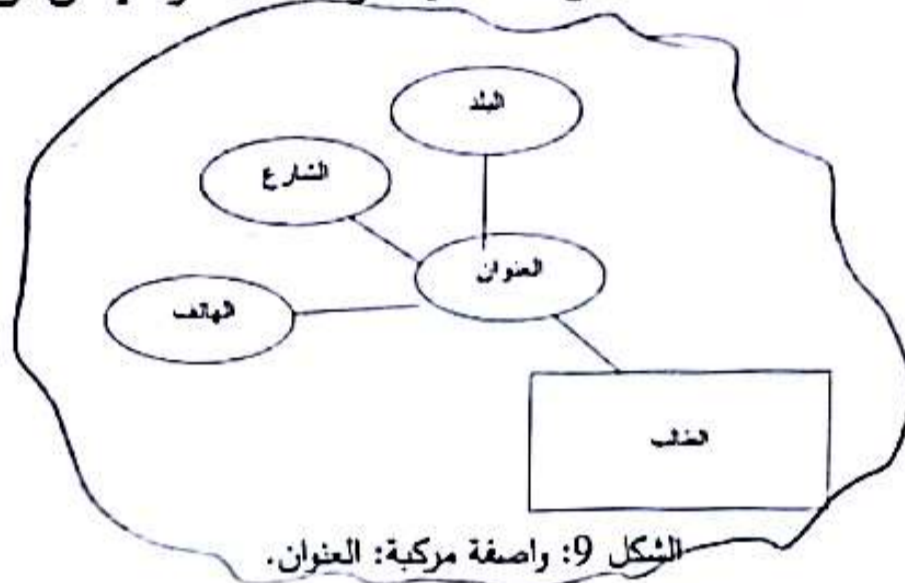 البلد
الشارع
العنوان
الهاتف
الطالب
الشكل 9: واصفة مركبة: العنوان.